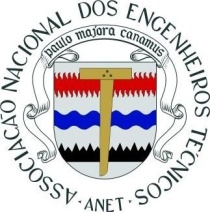 ASSOCIAÇÃO NACIONAL DOS ENGENHEIROS TÉCNICOS
paulo majora canamus
· ANET ·